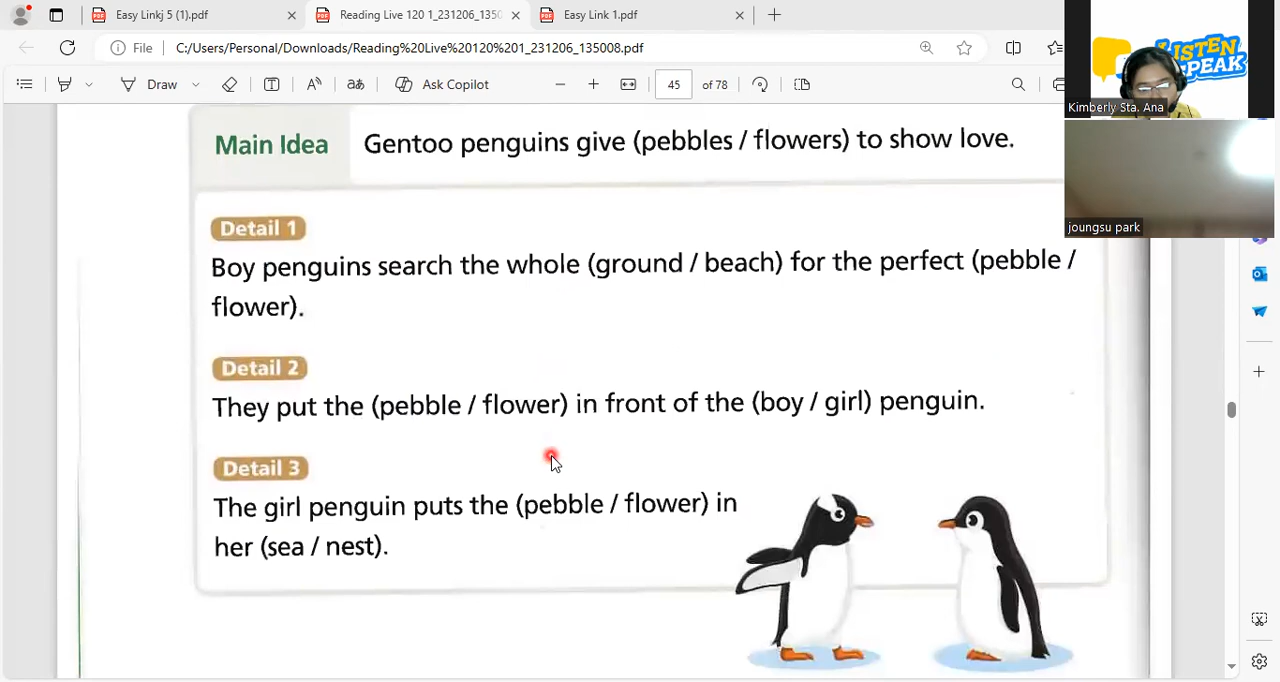 Easy Linkj 5 (1).pdf
Reading Live 120 1_231206_1350
Easy Link 1.pdf
File
C:/Users/Personal/Downloads/Reading%20Live%20120%201_231206_135008.pdf
Draw
Ask Copilot
45 of 78
LISTEN
PEAK
Kimberly Sta. Ana
joungsu park
Main Idea Gentoo penguins give (pebbles / flowers) to show love.
Detail 1
Boy penguins search the whole (ground / beach) for the perfect (pebble /
flower).
Detail 2
They put the (pebble / flower) in front of the (boy / girl) penguin.
Detail 3
The girl penguin puts the (pebble / flower) in
her (sea / nest).